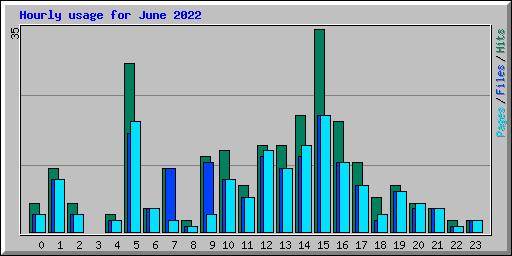 Hourly usage for June 2022
35
Pages / Files / Hits
0 1 2 3 4 5 6 7 8 9 10 11 12 13 14 15 16 17 18 19 20 21 22 23